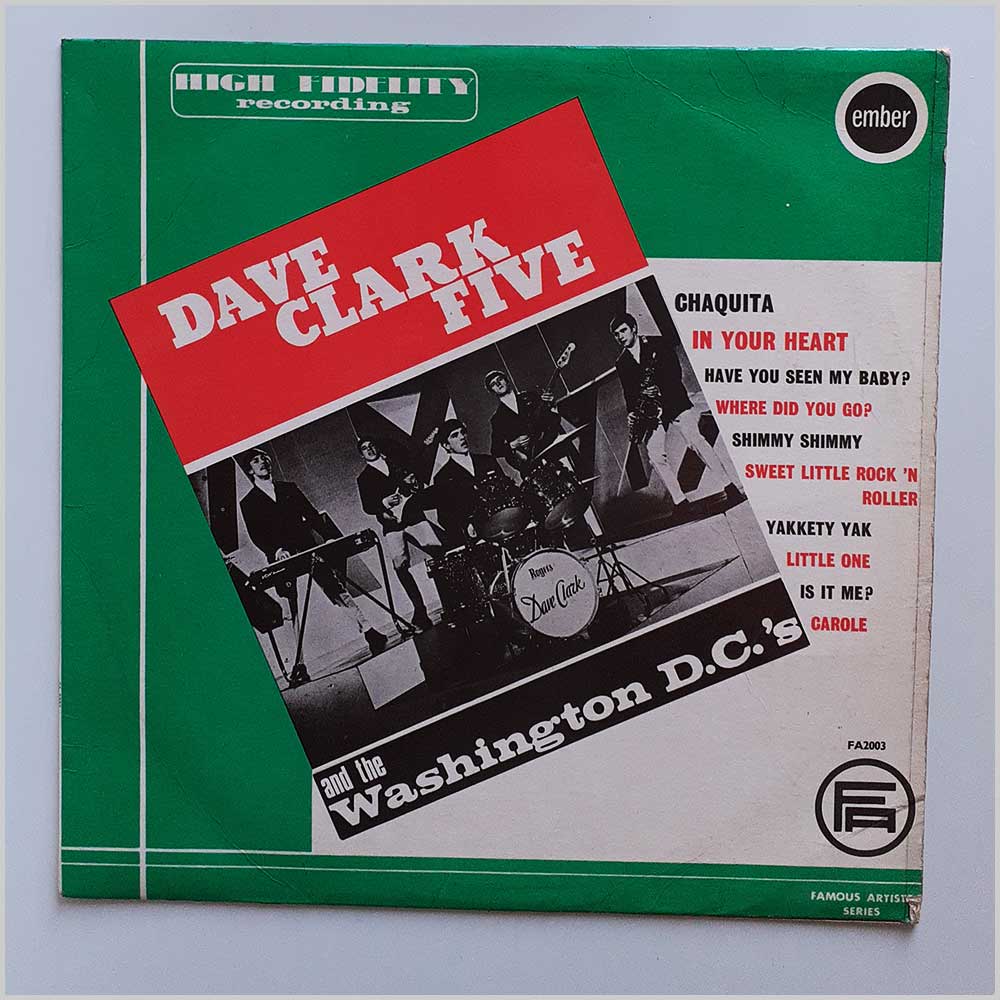 HIGH FIDELITY
recording
ember
DAVE
CLARK
FIVE
CHAQUITA
IN YOUR HEART
HAVE YOU SEEN MY BABY?
WHERE DID YOU GO?
SHIMMY SHIMMY
SWEET LITTLE ROCK 'N
ROLLER
YAKKETY YAK
LITTLE ONE
IS IT ME?
CAROLE
Rogers
Dave Clark
and the
Washington D.C.'s
FA2003
FA
FAMOUS ARTISTS
SERIES